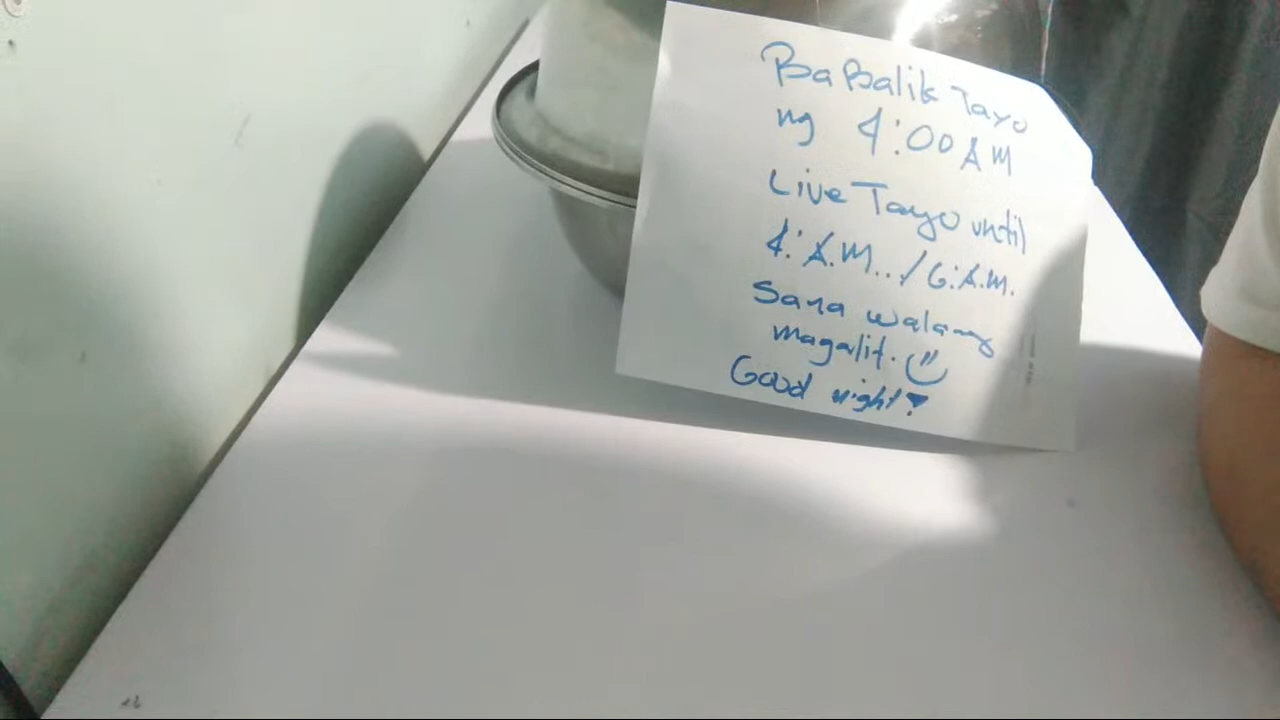 BaBalik Tayo
ng 4:00 AM
Live Tayo until
4:A.M../6:A.M.
Sana walang
magalit.
Good night!